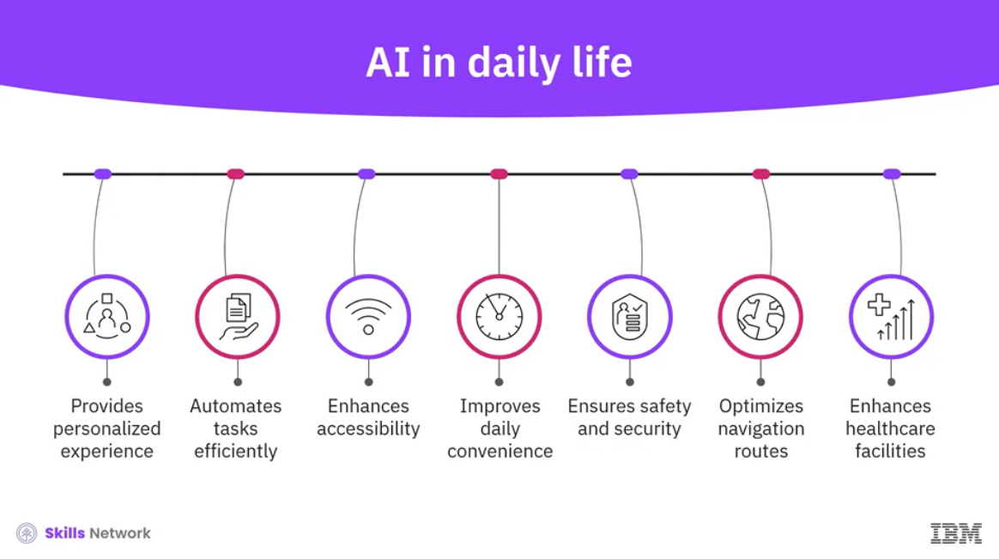 AI in daily life
Provides
personalized
experience
Automates
tasks
efficiently
Enhances
accessibility
Improves
daily
convenience
Ensures safety
and security
Optimizes
navigation
routes
Enhances
healthcare
facilities
Skills Network
IBM